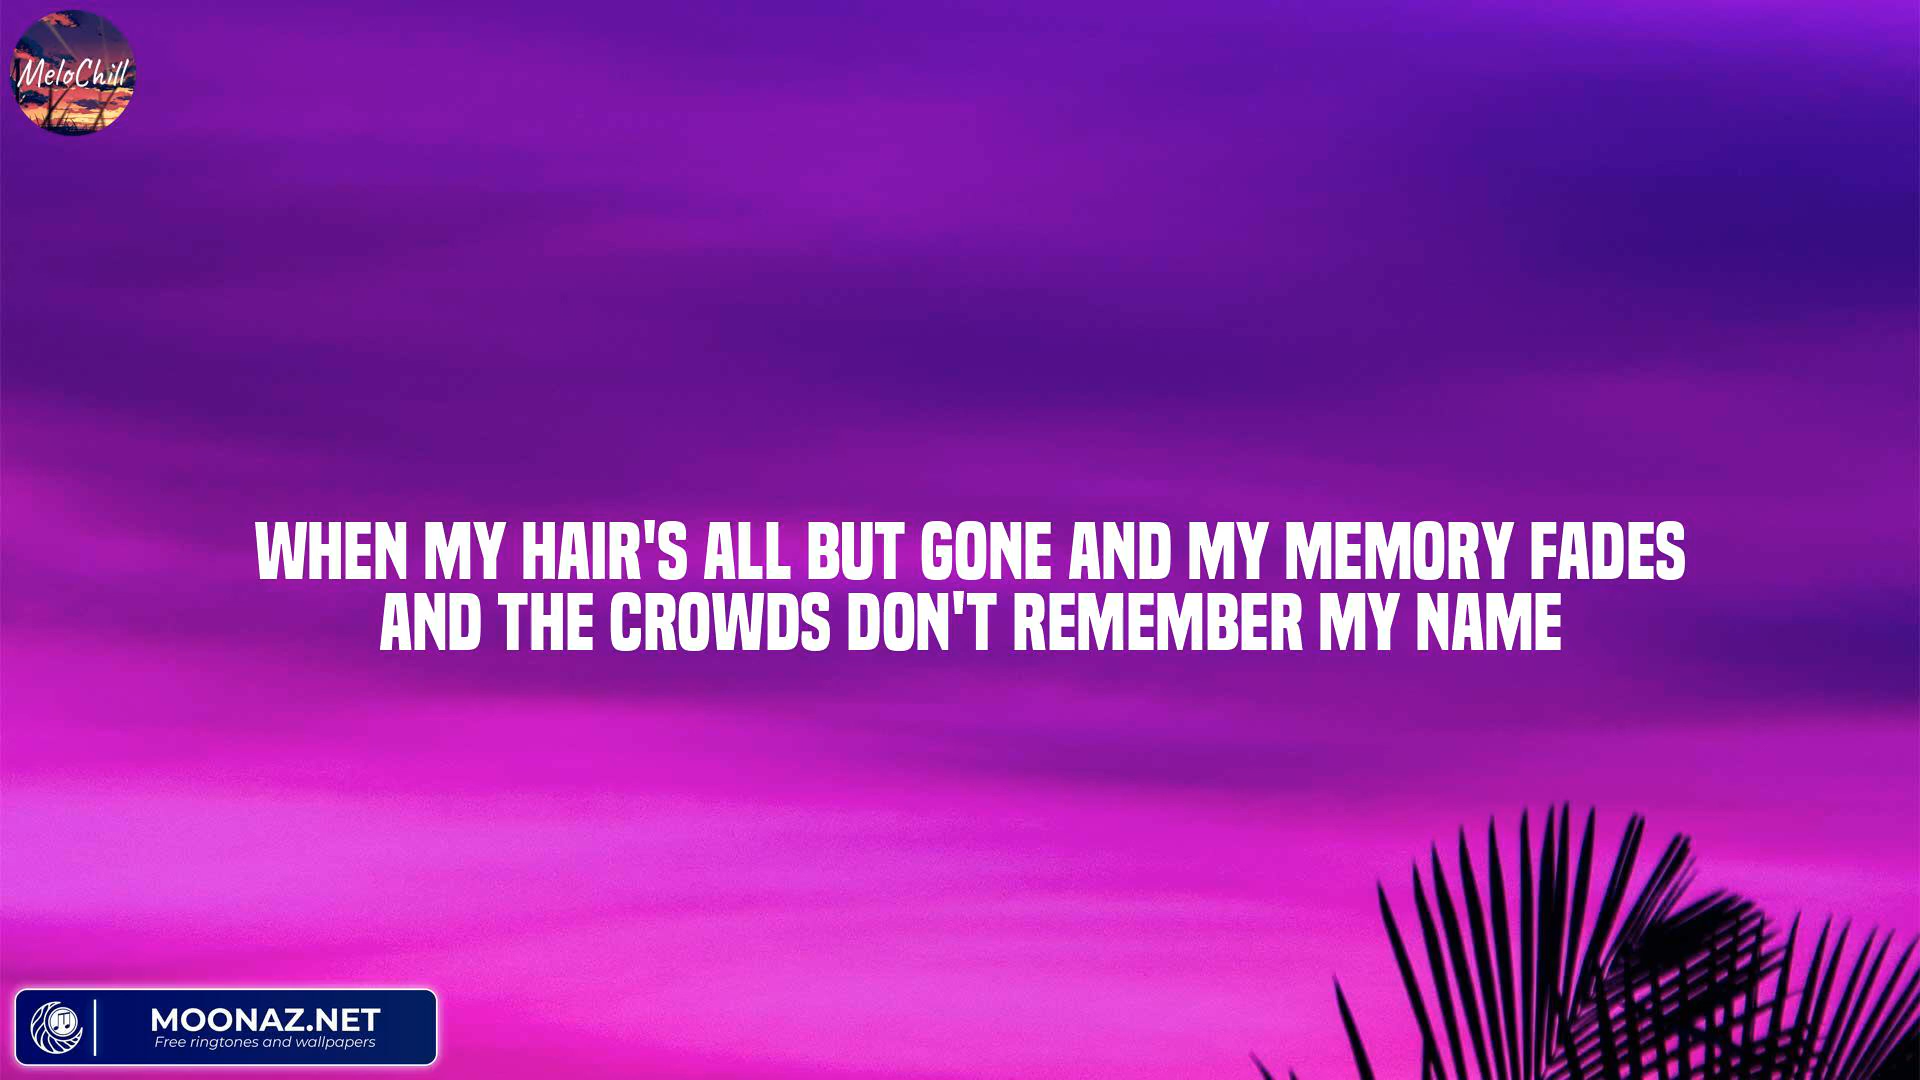 MeloChill
WHEN MY HAIR'S ALL BUT GONE AND MY MEMORY FADES
AND THE CROWDS DON'T REMEMBER MY NAME
MOONAZ.NET
Free ringtones and wallpapers